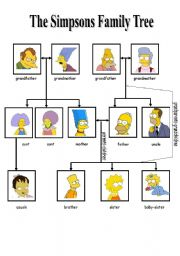 The Simpsons Family Tree
grandfather grandmother grandfather grandmother
aunt aunt mother father uncle
cousin brother sister baby-sister